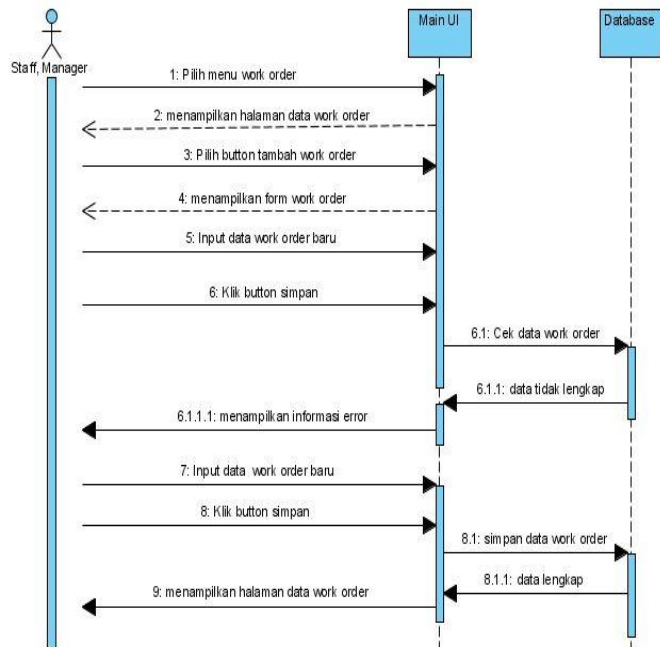 Main UI
Database
Staff, Manager
1: Pilih menu work order
2: menampilkan halaman data work order
3: Pilih button tambah work order
4: menampilkan form work order
5: Input data work order baru
6: Klik button simpan
6.1: Cek data work order
6.1.1: data tidak lengkap
6.1.1.1: menampilkan informasi error
7: Input data work order baru
8: Klik button simpan
8.1: simpan data work order
8.1.1: data lengkap
9: menampilkan halaman data work order